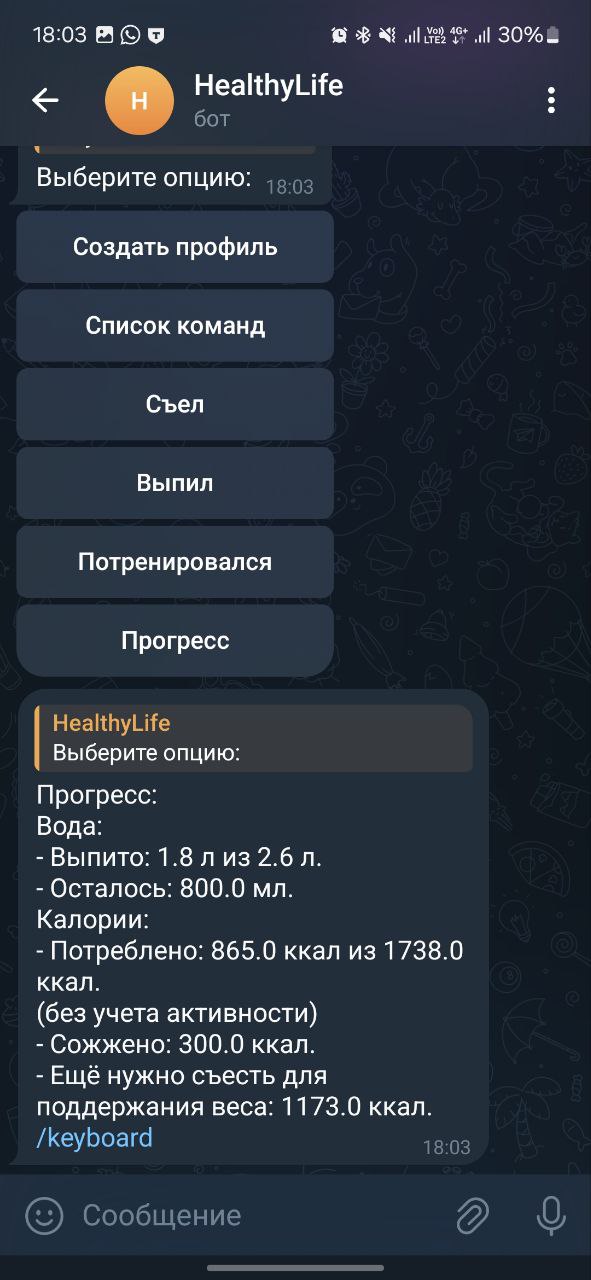 18:03
Vo)) 4G+
LTE2
30%
H
HealthyLife
бот
Выберите опцию:
18:03
Создать профиль
Список команд
Съел
Выпил
Потренировался
Прогресс
HealthyLife
Выберите опцию:
Прогресс:
Вода:
- Выпито: 1.8 л из 2.6 л.
- Осталось: 800.0 мл.
Калории:
- Потреблено: 865.0 ккал из 1738.0
ккал.
(без учета активности)
- Сожжено: 300.0 ккал.
- Ещё нужно съесть для
поддержания веса: 1173.0 ккал.
/keyboard
18:03
Сообщение